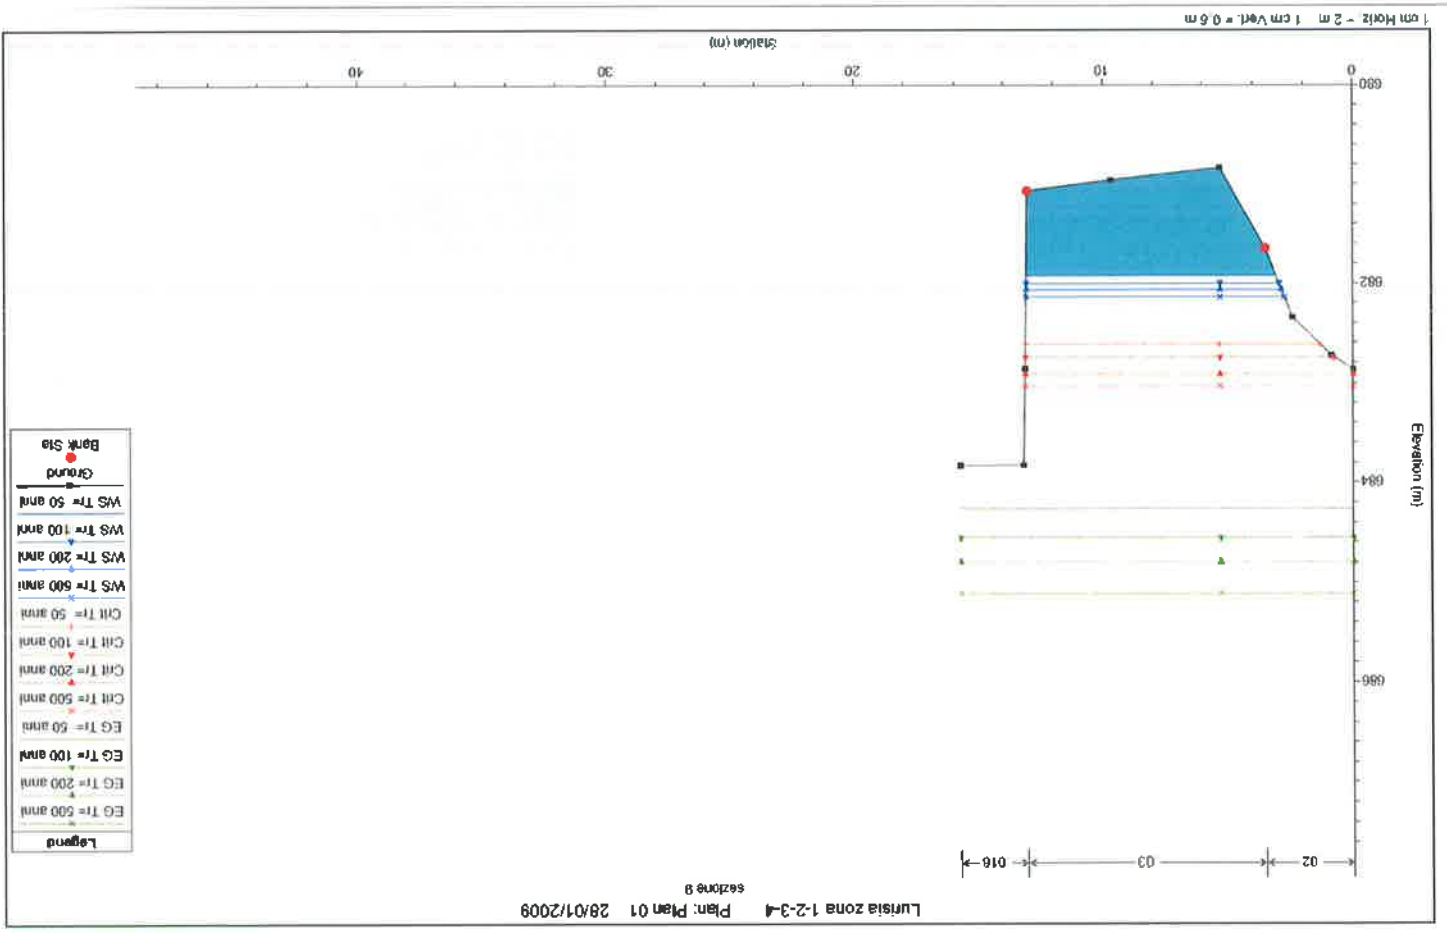 Lurisia zona 1-2-3-4 Plan: Plan 01 28/01/2009
sezione 9
.02 .03 .016
Legend
EG Tr= 500 anni
EG Tr= 200 anni
EG Tr= 100 anni
EG Tr= 50 anni
Crit Tr= 500 anni
Crit Tr= 200 anni
Crit Tr= 100 anni
Crit Tr= 50 anni
WS Tr= 500 anni
WS Tr= 200 anni
WS Tr= 100 anni
WS Tr= 50 anni
Ground
Bank Sta
Elevation (m)
686
684
682
680
0 10 20 30 40
Station (m)
1 cm Horiz. = 2 m 1 cm Vert. = 0.6 m